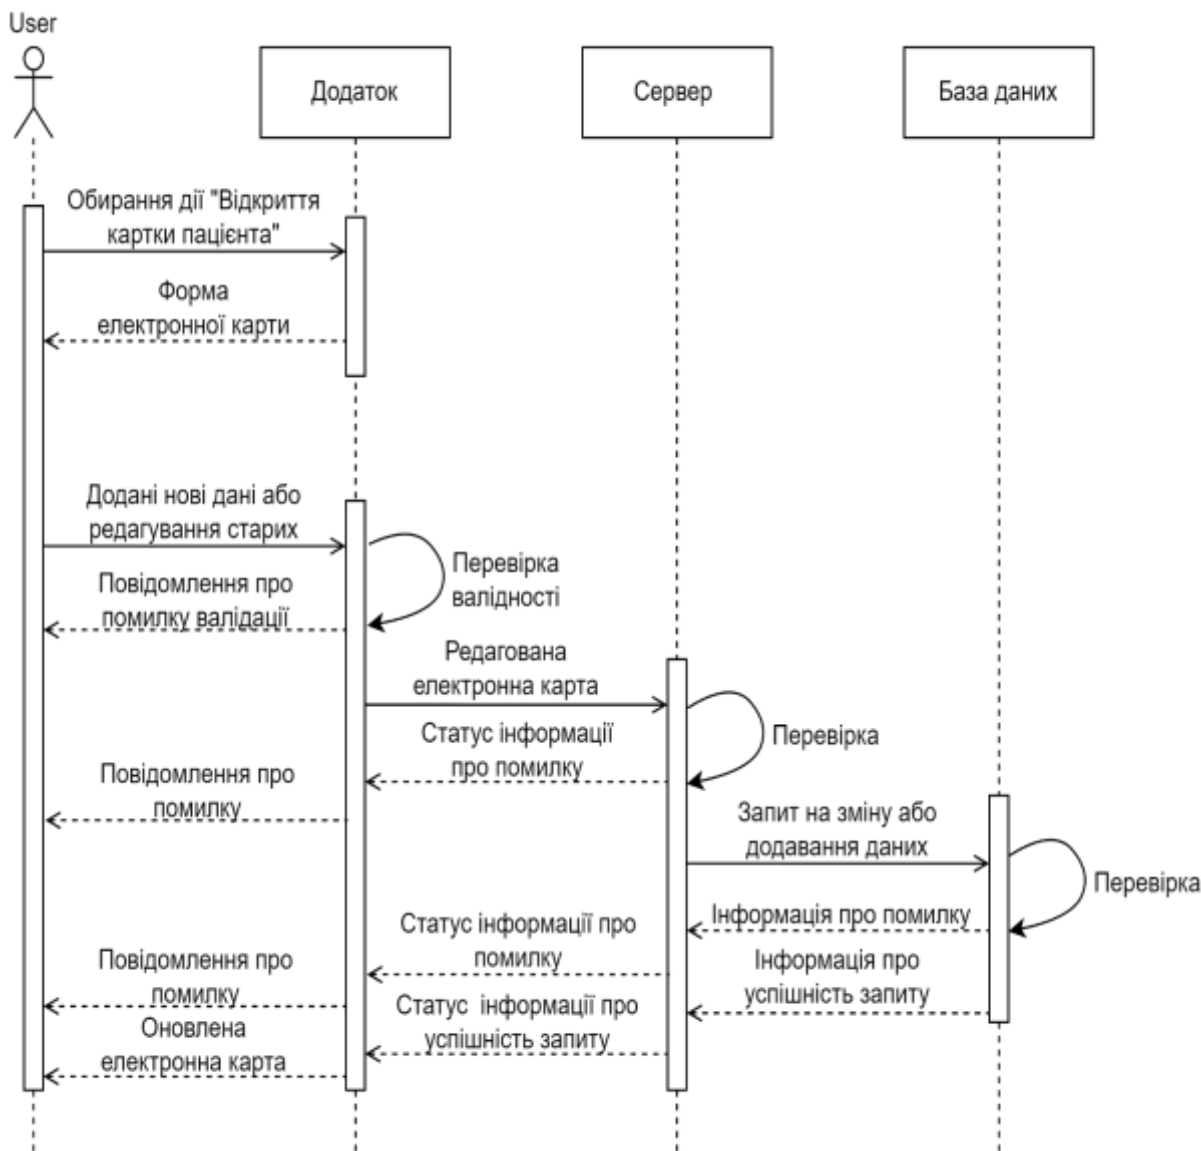 User
Додаток
Сервер
База даних
Обирання дії "Відкриття
картки пацієнта"
Форма
електронної карти
Додані нові дані або
редагування старих
Перевірка
валідності
Повідомлення про
помилку валідації
Редагована
електронна карта
Перевірка
Статус інформації
про помилку
Повідомлення про
помилку
Запит на зміну або
додавання даних
Перевірка
Інформація про помилку
Статус інформації про
помилку
Повідомлення про
помилку
Інформація про
успішність запиту
Статус інформації про
успішність запиту
Оновлена
електронна карта